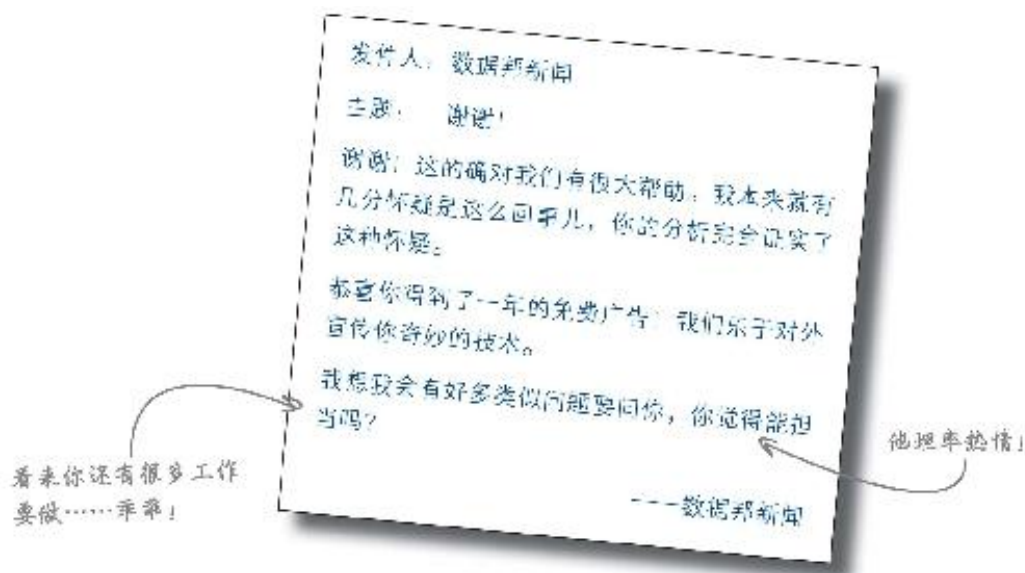 发件人：数据邦新闻
主题： 谢谢！
谢谢！这的确对我们有很大帮助。我本来就有
几分怀疑是这么回事儿，你的分析完全证实了
这种怀疑。
恭喜你得到了一年的免费广告！我们乐于对外
宣传你奇妙的技术。
我想我会有好多类似问题要问你，你觉得能担
当吗？
---数据邦新闻
看来你还有很多工作
要做……乖乖！
他坦率热情！